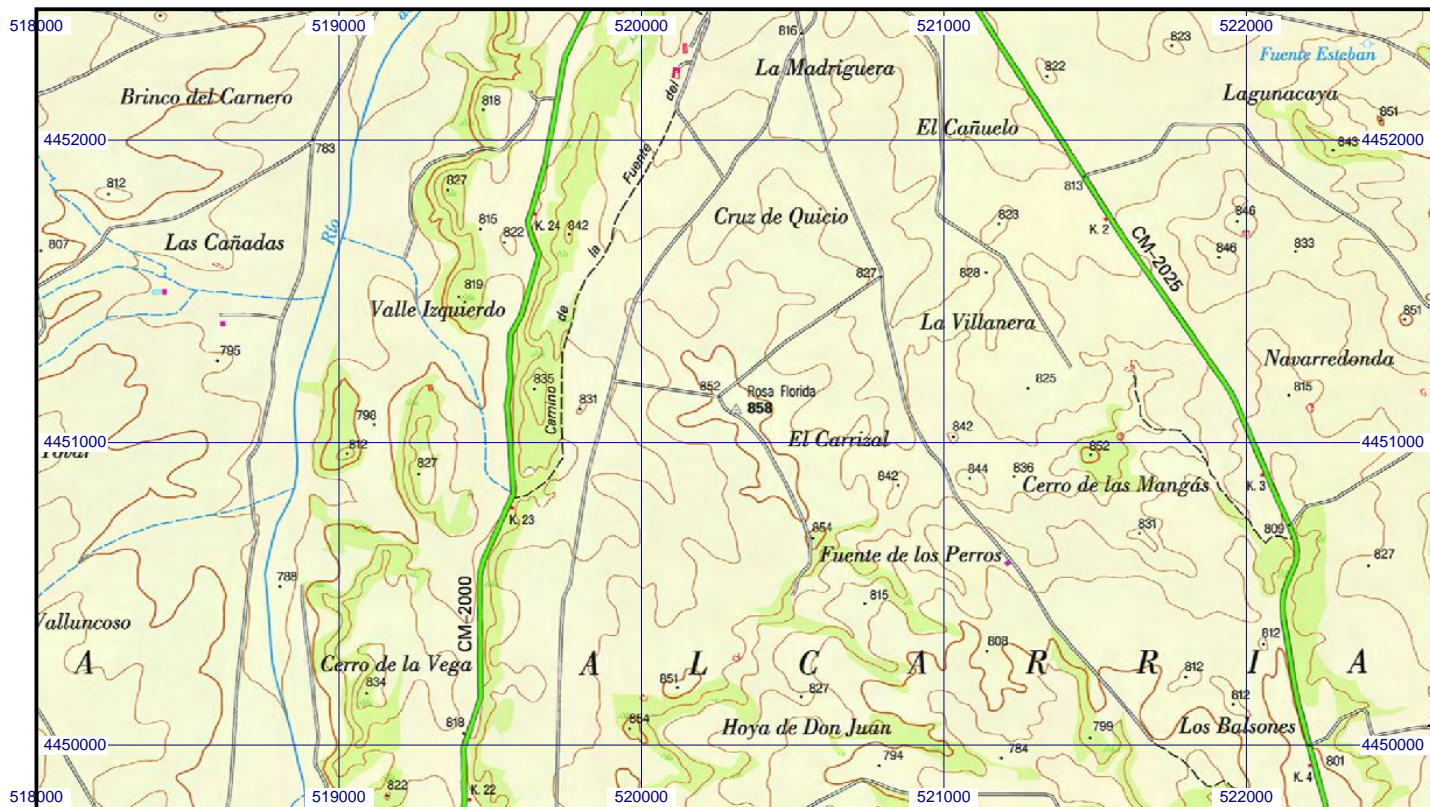 518000
519000
520000
521000
522000
816
823
La Madriguera
822
Fuente Esteban
del
Brinco del Carnero
818
Lagunacaya
851
El Cañuelo
4452000
783
843
4452000
Fuente
812
827
813
Cruz de Quicio
823
846
815
K. 24
842
K. 2
Río
822
Las Cañadas
807
la
846
833
CM-2025
828
827
819
Valle Izquierdo
de
851
La Villanera
795
Navarredonda
835
852
Rosa Florida
825
815
831
858
798
Camino
4451000
842
El Carrizal
4451000
812
852
827
842
844
836
Cerro de las Mangás
K. 3
K. 23
854
831
809
Fuente de los Perros
827
788
815
CM-2000
Valluncoso
812
808
A
Cerro de la Vega
A L C A R R I A
834
851
827
812
812
854
Hoya de Don Juan
799
Los Balsones
818
4450000
784
4450000
794
801
822
K. 22
K. 4
518000
519000
520000
521000
522000